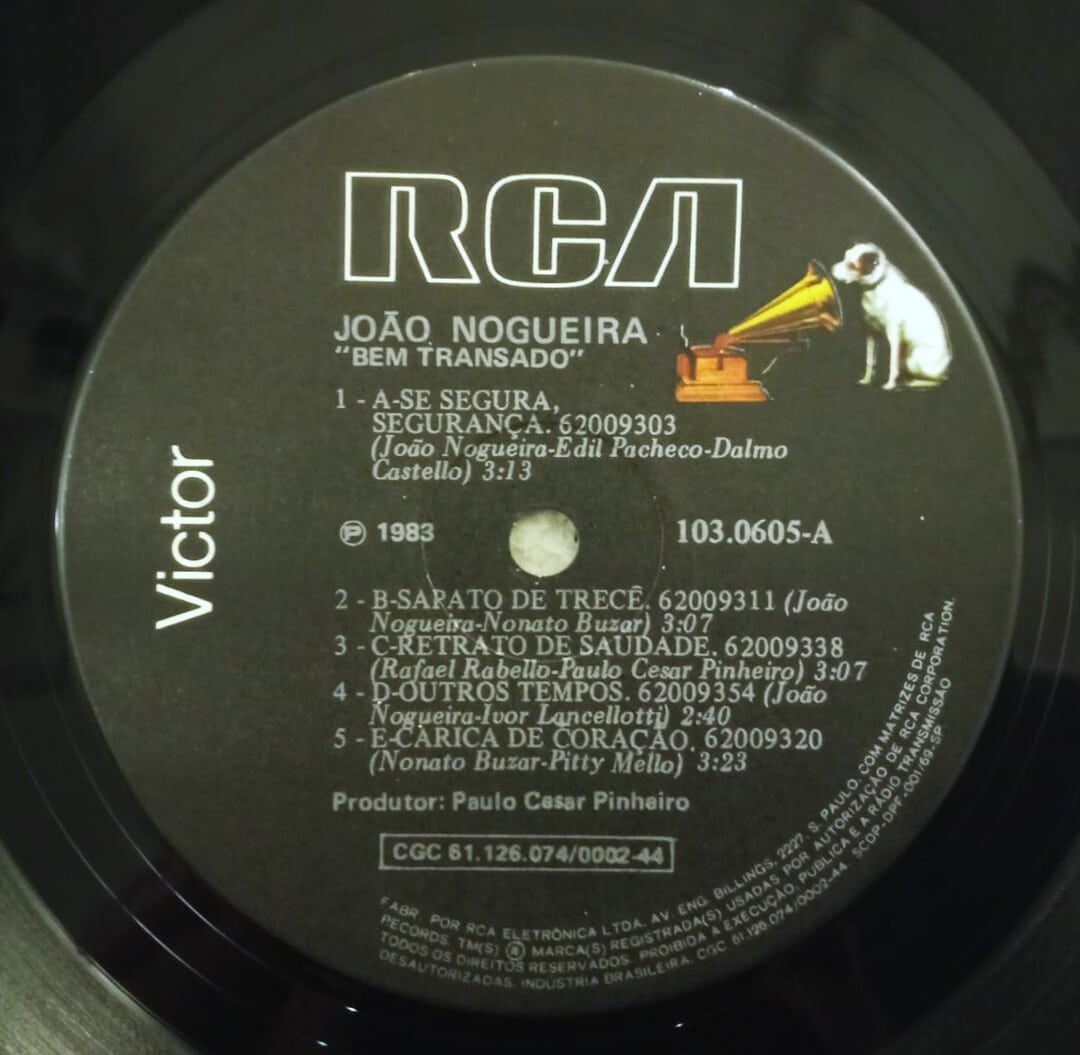 RCA
JOÃO NOGUEIRA
"BEM TRANSADO"
1 - A-SE SEGURA,
SEGURANÇA. 62009303
(João Nogueira-Edil Pacheco-Dalmo
Castello) 3:13
Ⓟ 1983
103.0605-A
2 - B-SAPATO DE TRECÊ. 62009311 (João
Nogueira-Nonato Buzar) 3:07
3 - C-RETRATO DE SAUDADE. 62009338
(Rafael Rabello-Paulo Cesar Pinheiro) 3:07
4 - D-OUTROS TEMPOS. 62009354 (João
Nogueira-Ivor Lancellotti) 2:40
5 - E-CARICA DE CORAÇÃO. 62009320
(Nonato Buzar-Pitty Mello) 3:23
Produtor: Paulo Cesar Pinheiro
CGC 61.126.074/0002-44
Victor
FABR. POR RCA ELETRÔNICA LTDA. AV. ENG. BILLINGS, 2227, S. PAULO. COM MATRIZES DE RCA
RECORDS. TM(S) ® MARCA(S) REGISTRADA(S) USADAS POR AUTORIZAÇÃO DE RCA CORPORATION.
TODOS OS DIREITOS RESERVADOS. PROIBIDA A EXECUÇÃO, PÚBLICA E A RÁDIO TRANSMISSÃO
DESAUTORIZADAS. INDÚSTRIA BRASILEIRA. CGC 61.126.074/0002-44 SCDP-DPF-001/69-SP